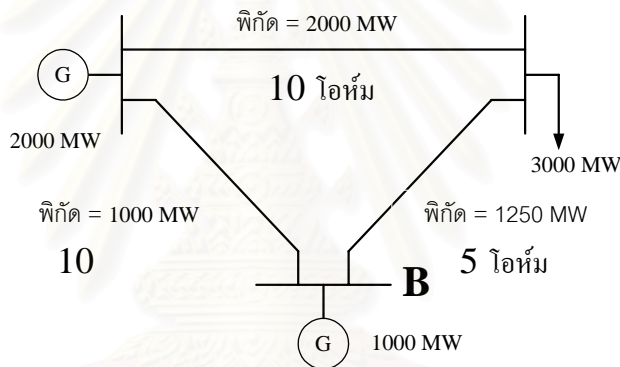 พิกัด = 2000 MW
G
10 โอห์ม
2000 MW
3000 MW
พิกัด = 1000 MW
พิกัด = 1250 MW
10
5 โอห์ม
B
G
1000 MW